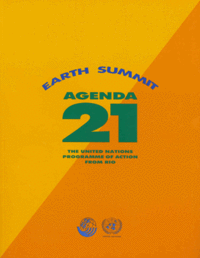 EARTH SUMMIT
AGENDA
21
THE UNITED NATIONS
PROGRAMME OF ACTION
FROM RIO